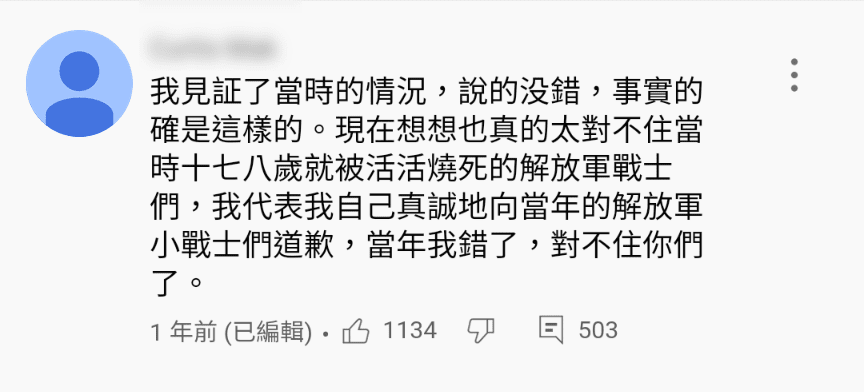 我見証了當時的情況，說的没錯，事實的
確是這樣的。現在想想也真的太對不住當
時十七八歲就被活活燒死的解放軍戰士
們，我代表我自己真誠地向當年的解放軍
小戰士們道歉，當年我錯了，對不住你們
了。
1 年前 (已編輯) • 1134 503